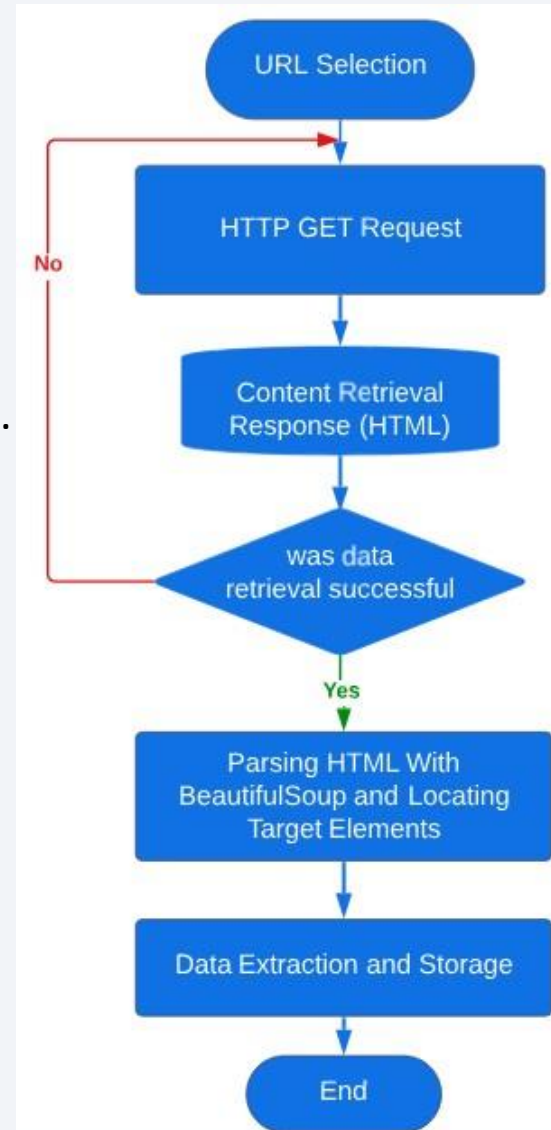 URL Selection
HTTP GET Request
No
Content Retrieval
Response (HTML)
was data
retrieval successful
Yes
Parsing HTML With
BeautifulSoup and Locating
Target Elements
Data Extraction and Storage
End